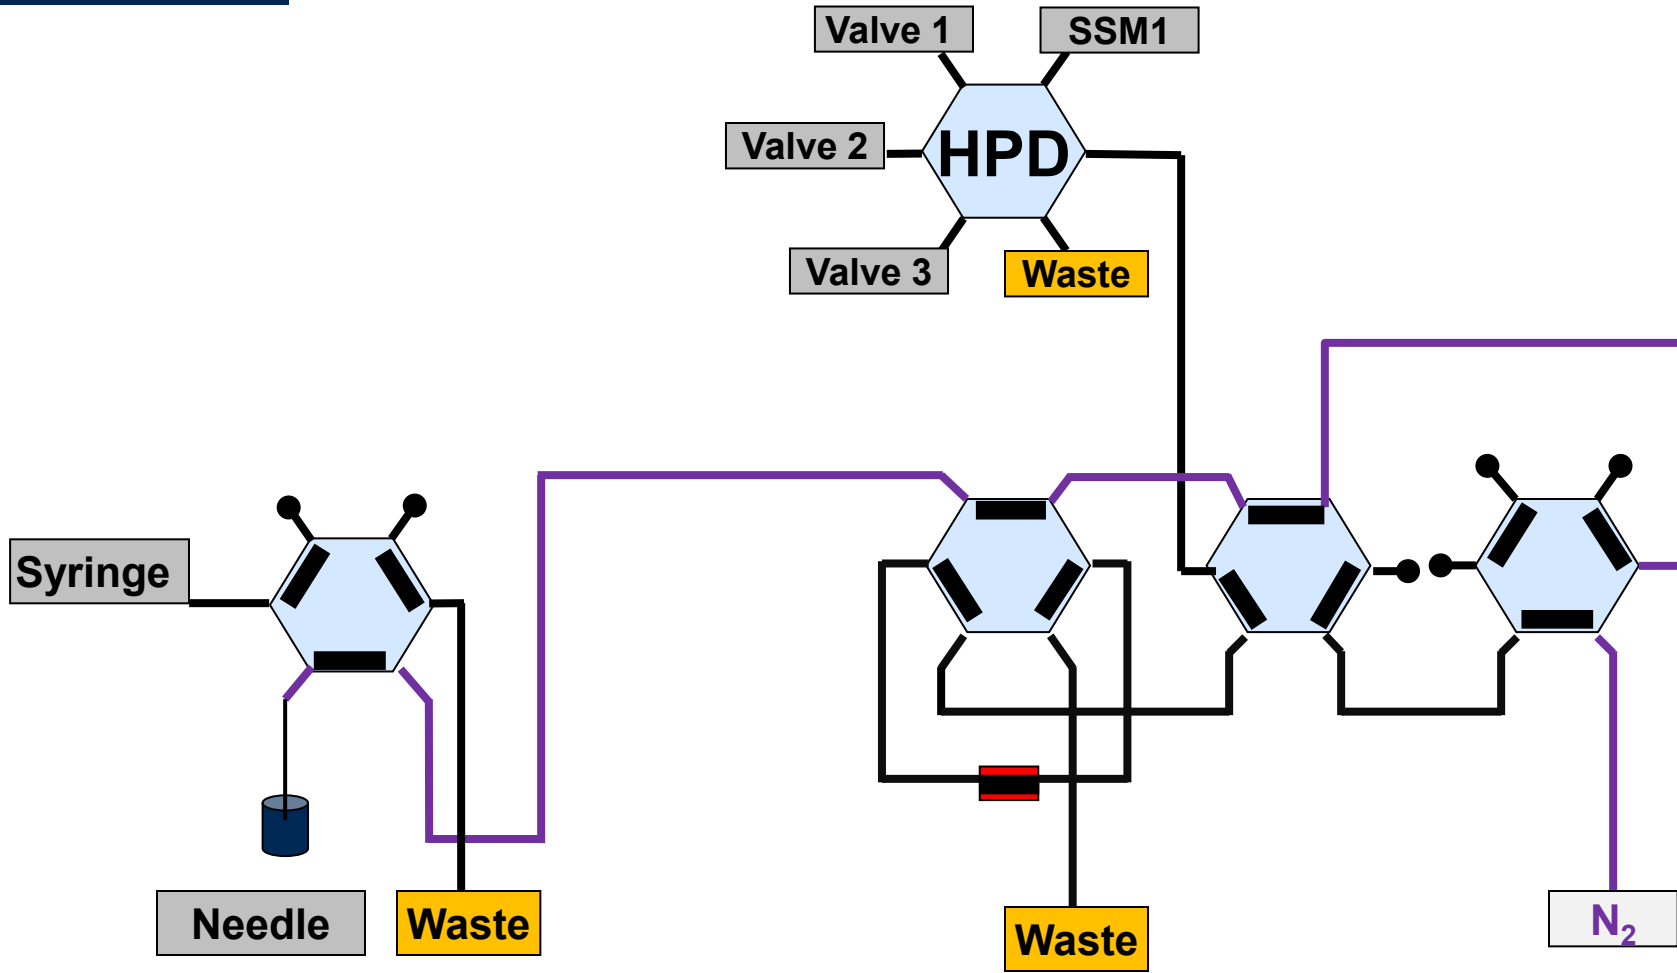 Valve 1
SSM1
Valve 2
HPD
Valve 3
Waste
Syringe
Needle
Waste
Waste
N₂